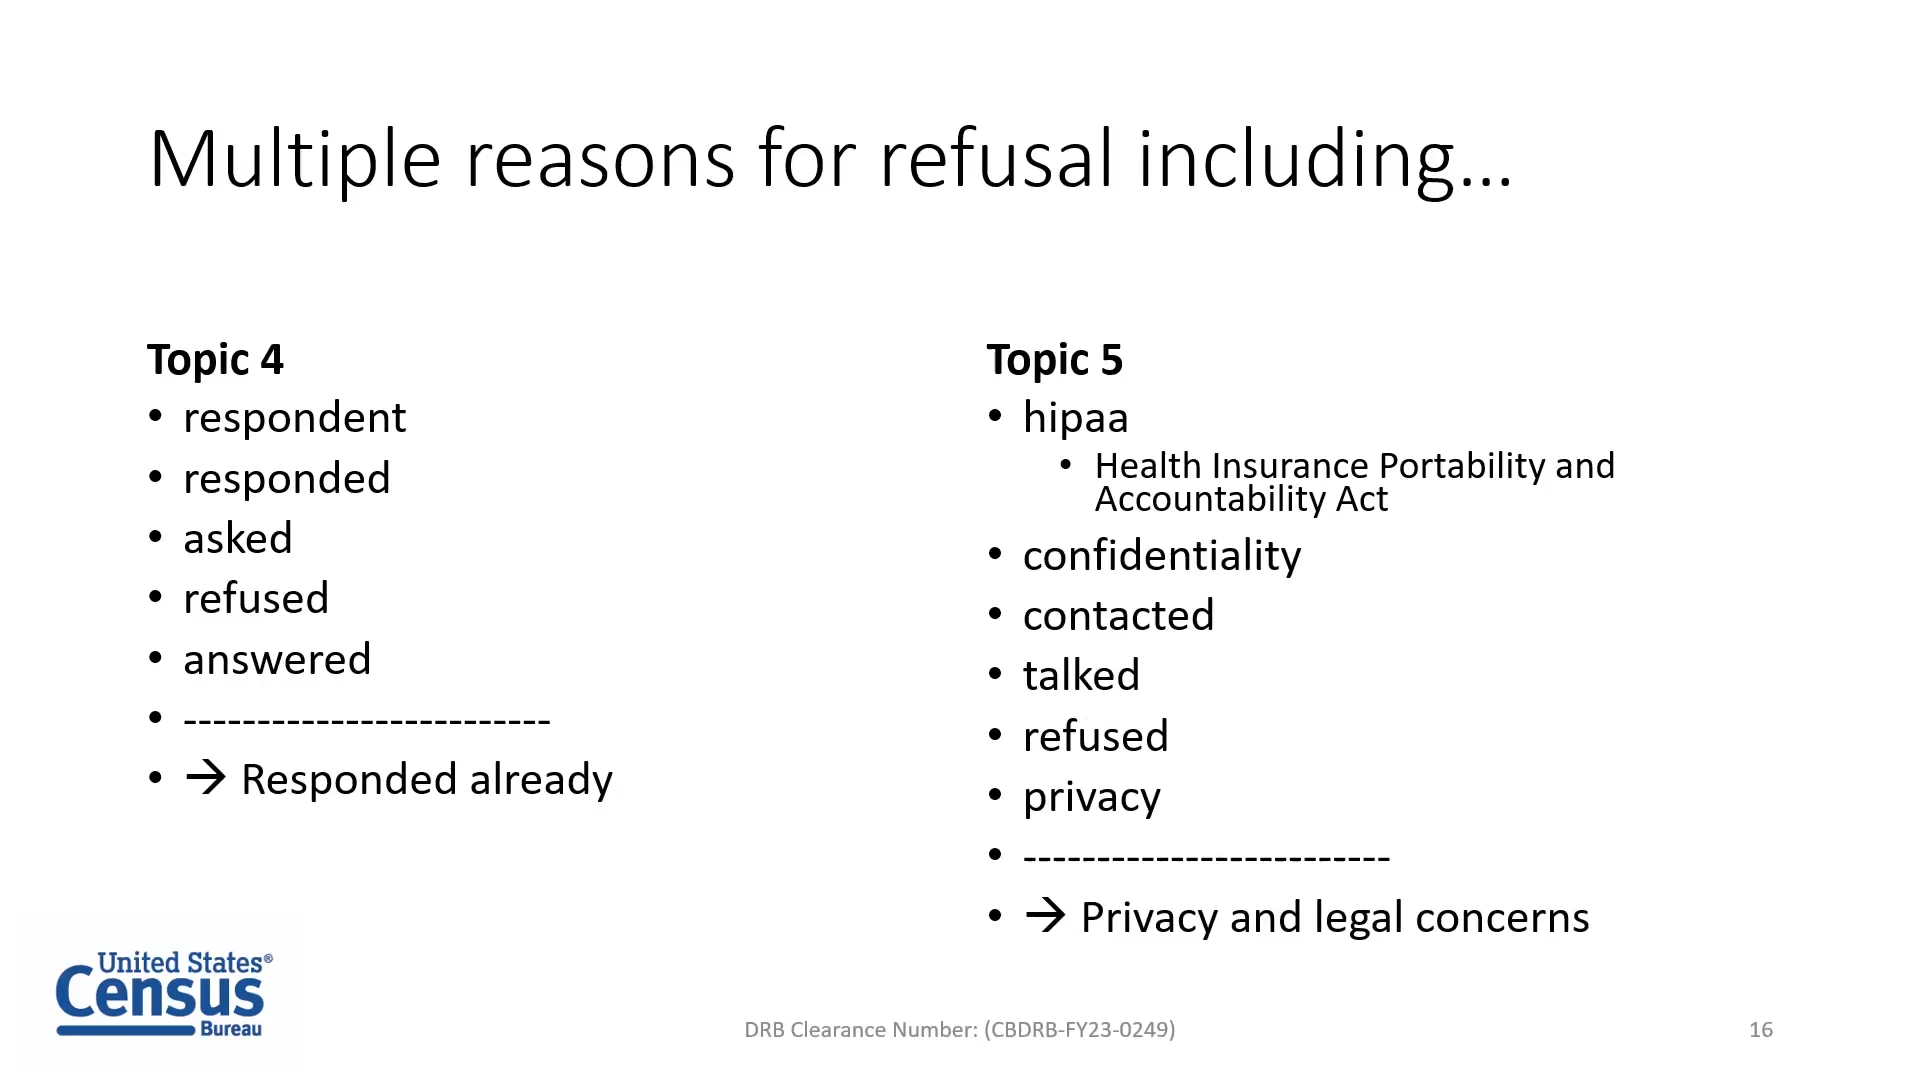 Multiple reasons for refusal including…
Topic 4
• respondent
• responded
• asked
• refused
• answered
• -------------------------
• → Responded already
Topic 5
• hipaa
• Health Insurance Portability and
Accountability Act
• confidentiality
• contacted
• talked
• refused
• privacy
• -------------------------
• → Privacy and legal concerns
United States®
Census
Bureau
DRB Clearance Number: (CBDRB-FY23-0249)
16